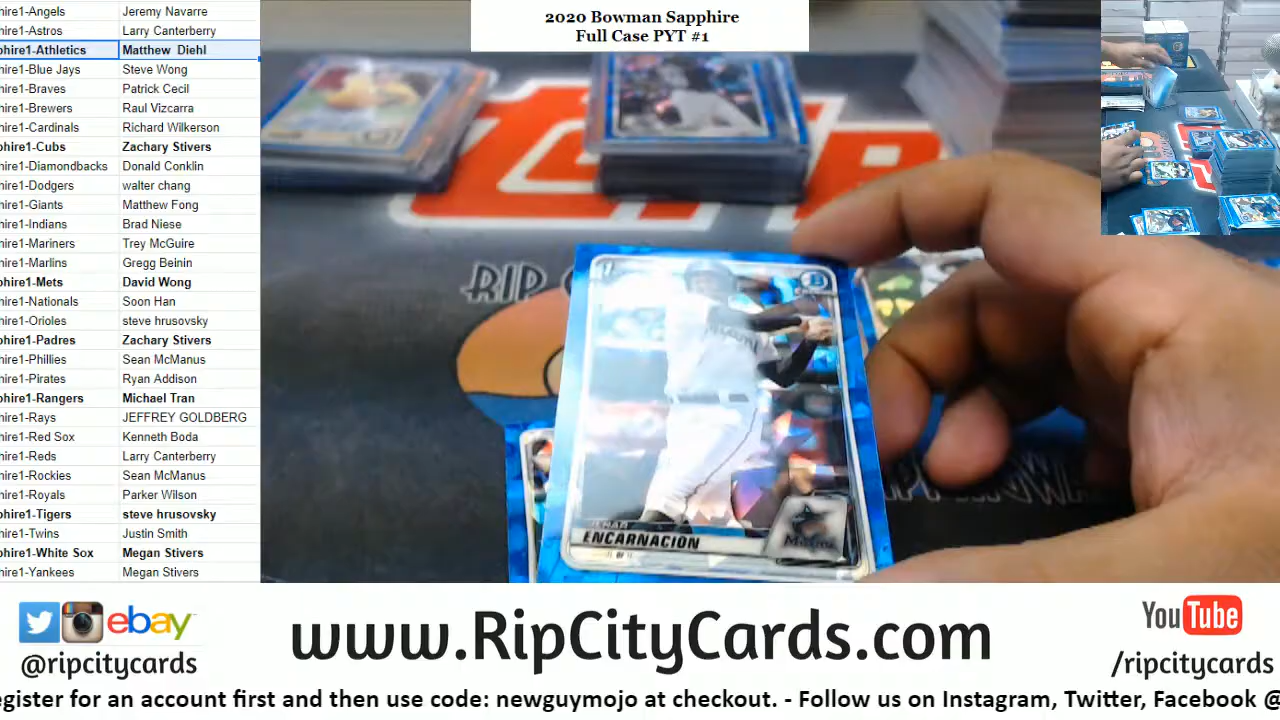 2020 Bowman Sapphire
Full Case PYT #1
hire1-Angels Jeremy Navarre
hire1-Astros Larry Canterberry
phire1-Athletics Matthew Diehl
hire1-Blue Jays Steve Wong
hire1-Braves Patrick Cecil
hire1-Brewers Raul Vizcarra
hire1-Cardinals Richard Wilkerson
phire1-Cubs Zachary Stivers
hire1-Diamondbacks Donald Conklin
hire1-Dodgers walter chang
hire1-Giants Matthew Fong
hire1-Indians Brad Niese
hire1-Mariners Trey McGuire
hire1-Marlins Gregg Beinin
phire1-Mets David Wong
hire1-Nationals Soon Han
hire1-Orioles steve hrusovsky
phire1-Padres Zachary Stivers
hire1-Phillies Sean McManus
hire1-Pirates Ryan Addison
phire1-Rangers Michael Tran
hire1-Rays JEFFREY GOLDBERG
hire1-Red Sox Kenneth Boda
hire1-Reds Larry Canterberry
hire1-Rockies Sean McManus
hire1-Royals Parker Wilson
phire1-Tigers steve hrusovsky
hire1-Twins Justin Smith
phire1-White Sox Megan Stivers
hire1-Yankees Megan Stivers
RIP
ENCARNACION
Marlins
ebay
@ripcitycards
www.RipCityCards.com
YouTube
/ripcitycards
egister for an account first and then use code: newguymojo at checkout. - Follow us on Instagram, Twitter, Facebook @